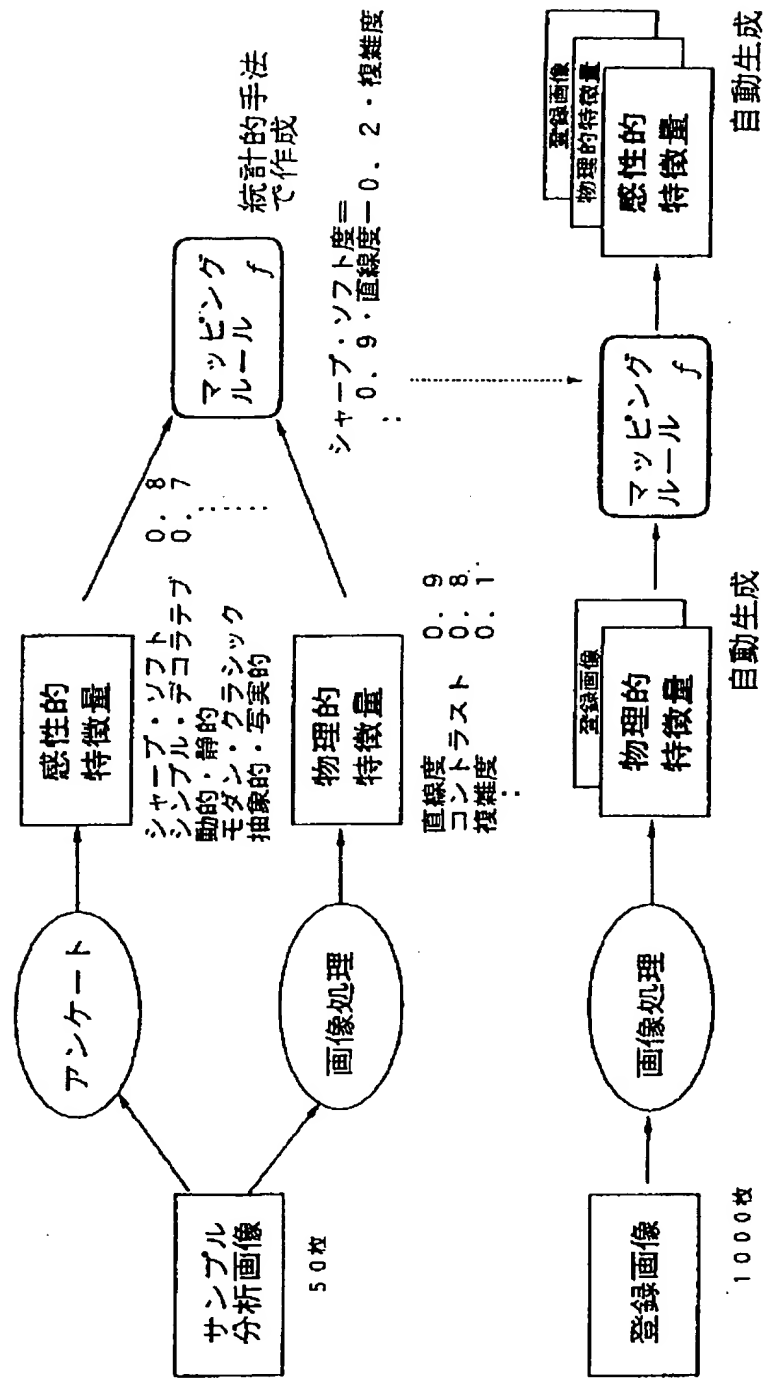 サンプル
分析画像
50枚
アンケート
画像処理
感性的
特徴量
シャープ・ソフト 0.8
シンプル・デコラテブ 0.7
動的・静的 :
モダン・クラシック
抽象的・写実的
物理的
特徴量
直線度 0.9
コントラスト 0.8
複雑度 0.1
:
マッピング
ルール f
統計的手法
で作成
シャープ・ソフト度=
0.9・直線度−0.2・複雑度
:
登録画像
1000枚
画像処理
登録画像
物理的
特徴量
自動生成
マッピング
ルール f
登録画像
物理的特徴量
感性的
特徴量
自動生成